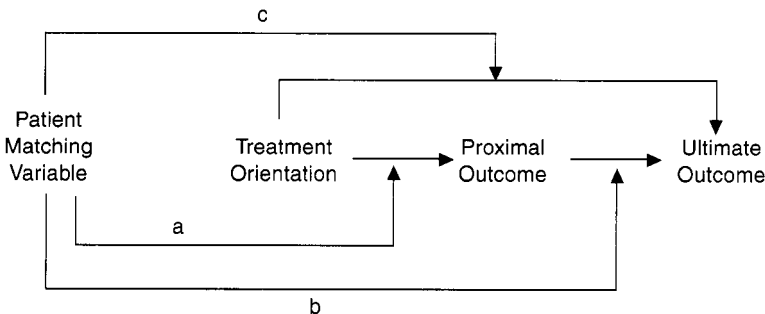 c
Patient
Matching
Variable
Treatment
Orientation
Proximal
Outcome
Ultimate
Outcome
a
b